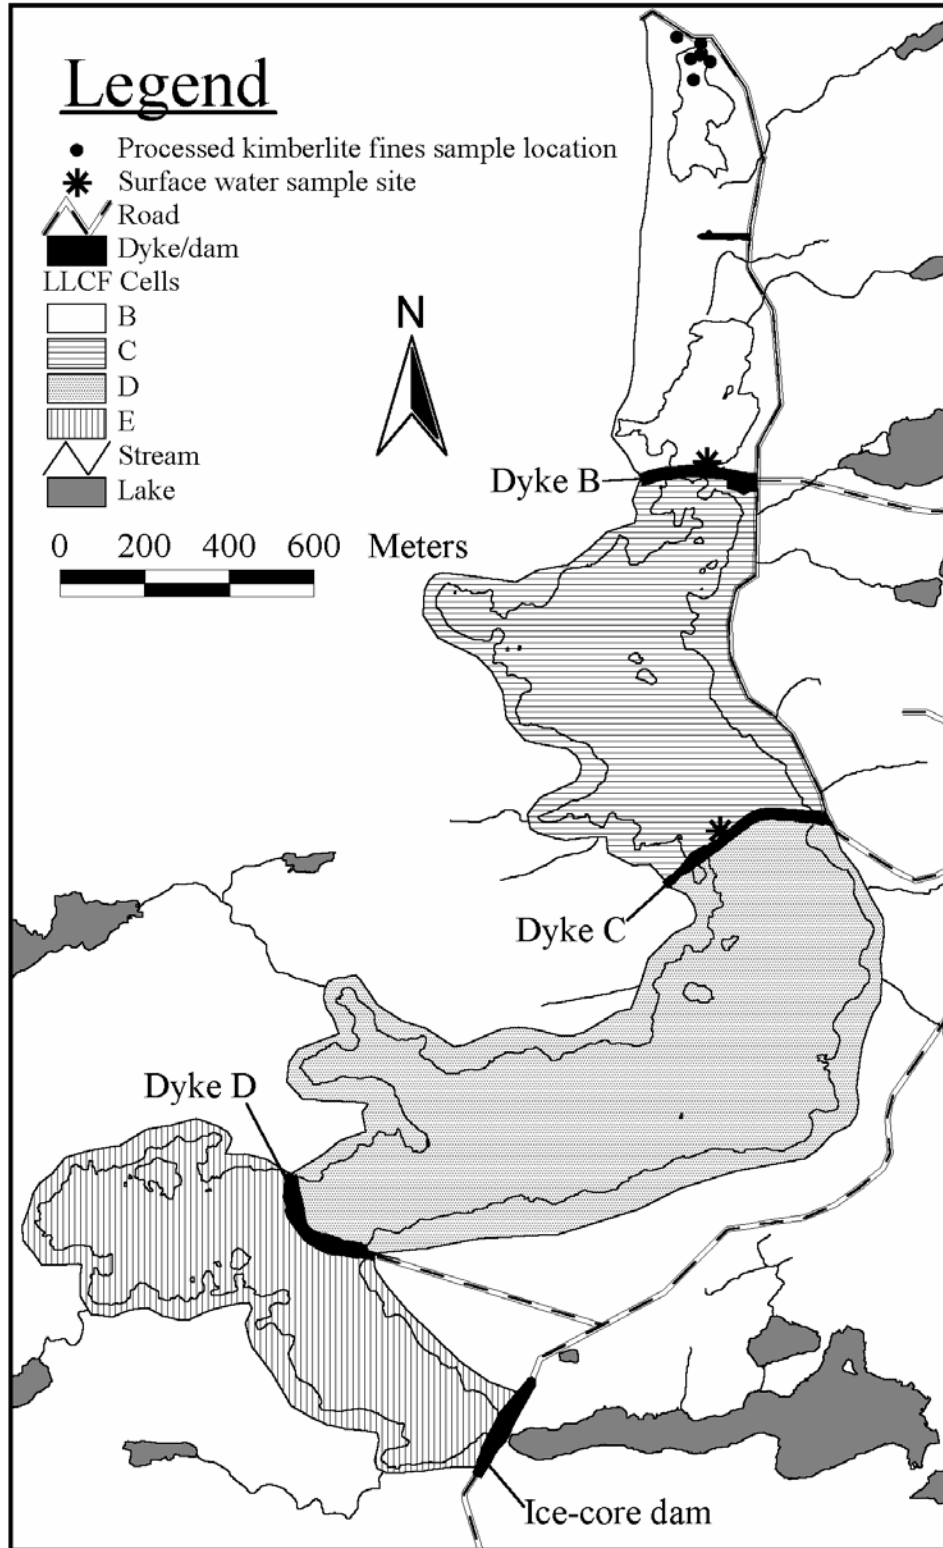 Legend
Processed kimberlite fines sample location
Surface water sample site
Road
Dyke/dam
LLCF Cells
B
C
D
E
Stream
Lake
0 200 400 600 Meters
N
Dyke B
Dyke C
Dyke D
Ice-core dam